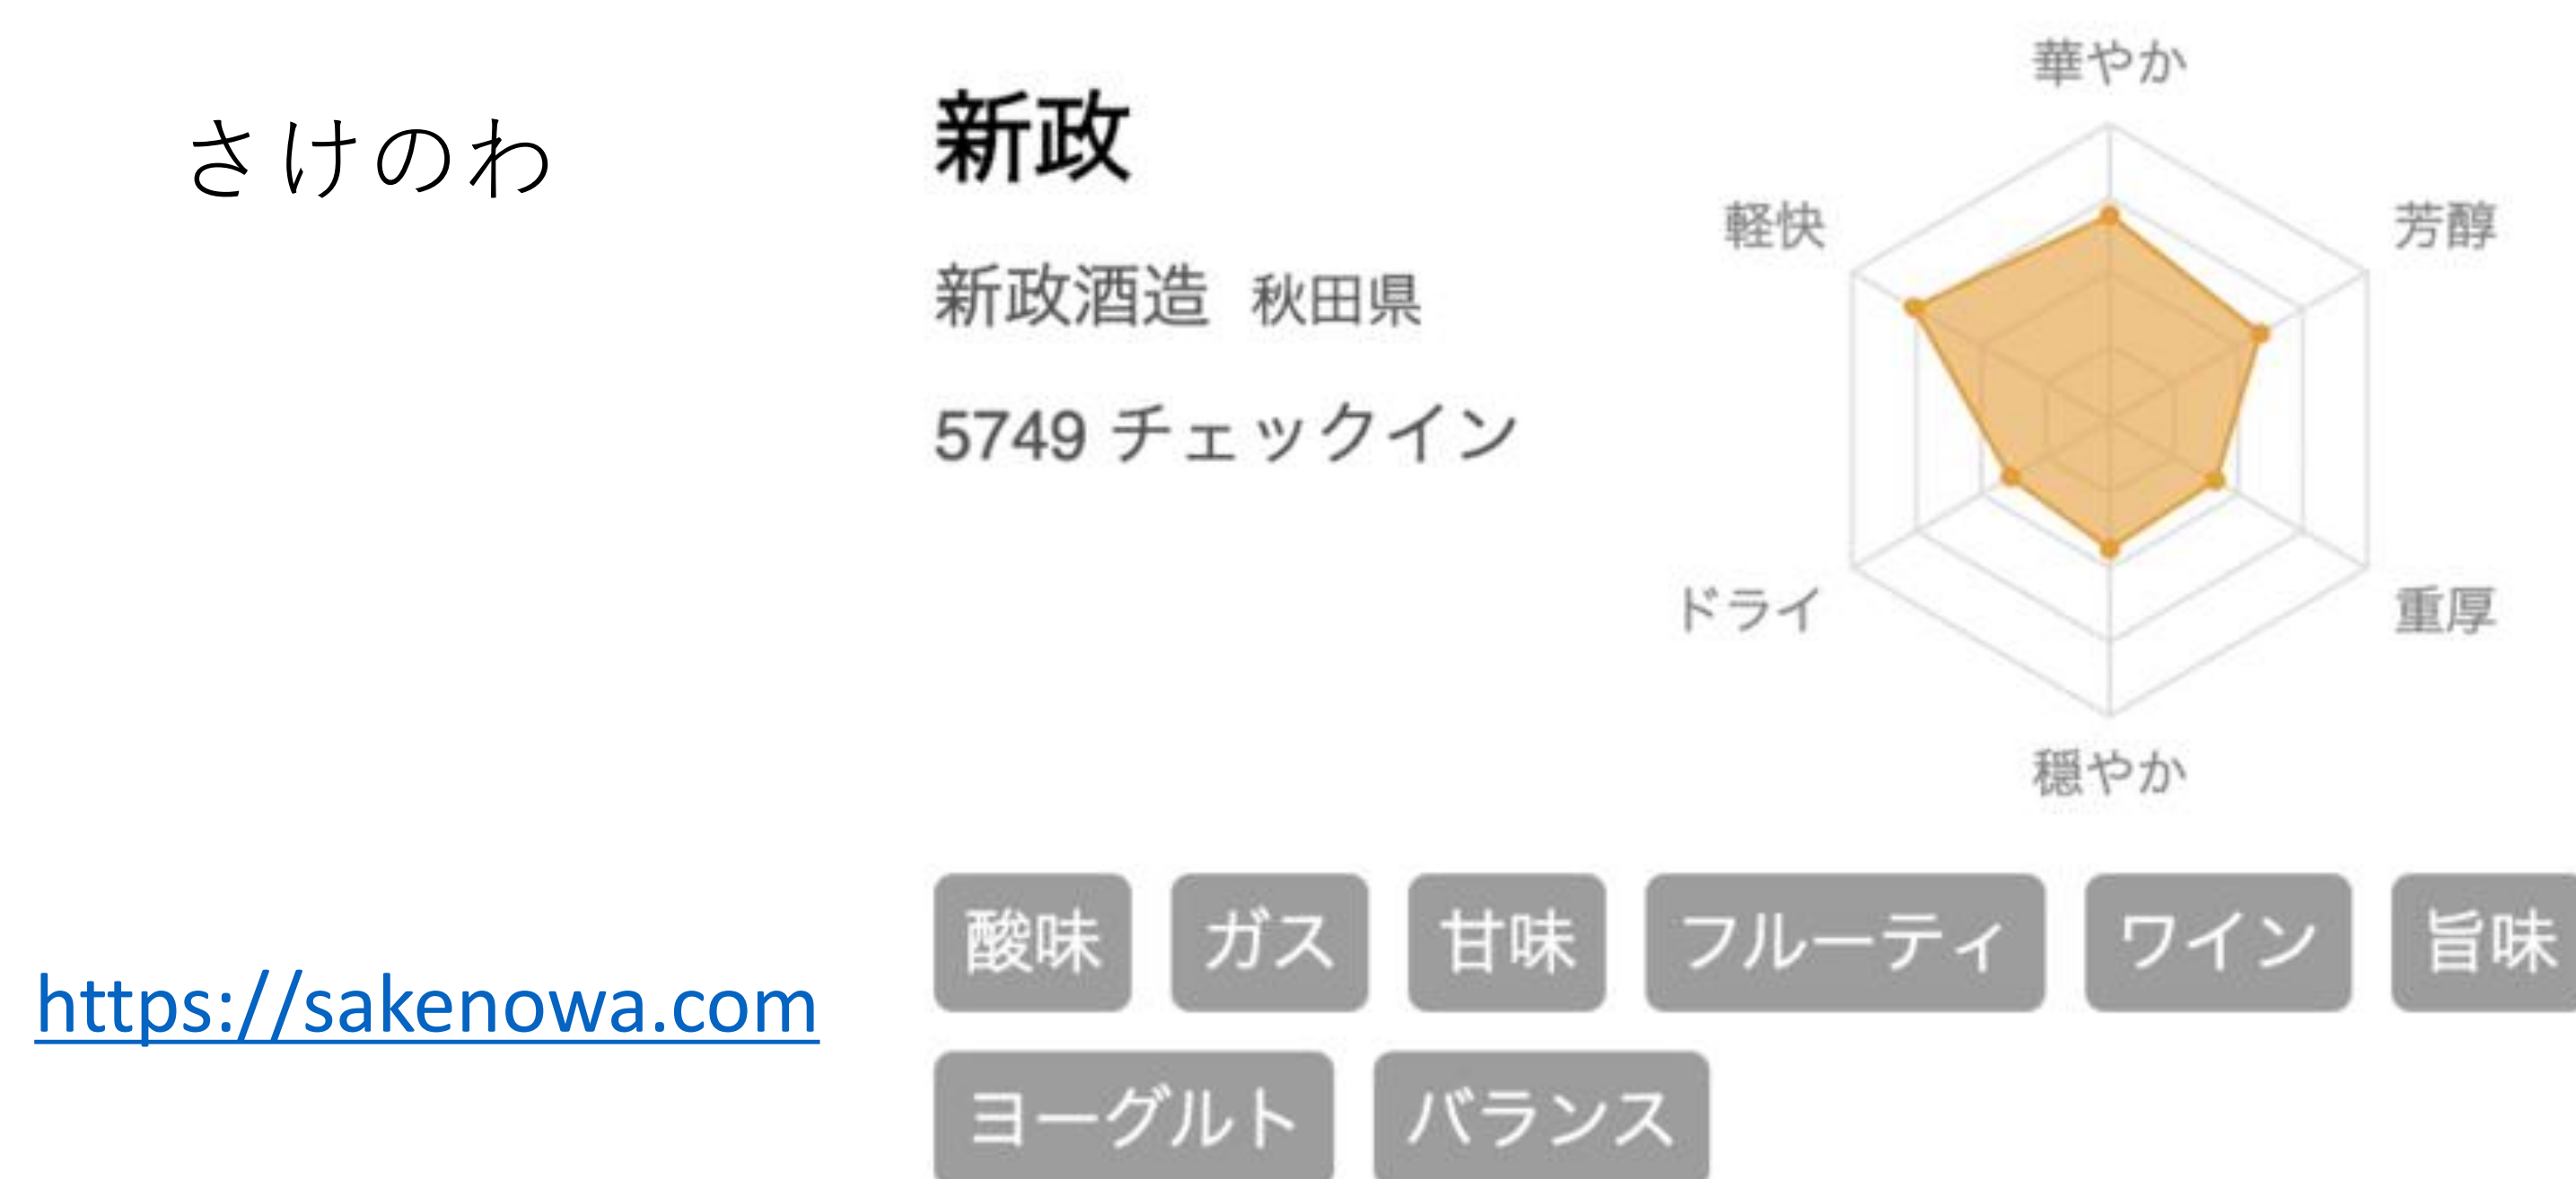 さけのわ
https://sakenowa.com
新政
新政酒造 秋田県
5749 チェックイン
華やか
芳醇
重厚
穏やか
ドライ
軽快
酸味 ガス 甘味 フルーティ ワイン 旨味
ヨーグルト バランス